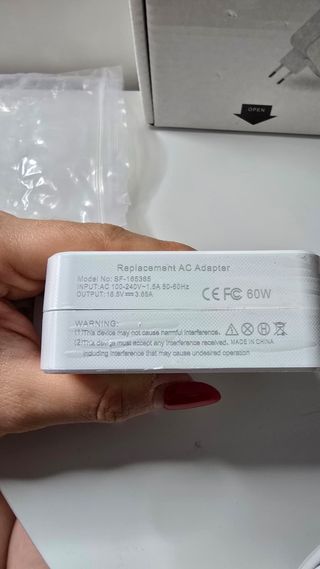 OPEN
Replacement AC Adapter
Model No: SF-165365
INPUT:AC 100-240V~1.5A 50-60Hz
OUTPUT:16.5V⎓3.65A
CE FC 60W
WARNING:
(1)This device may not cause harmful interference.
(2)This device must accept any interference received. MADE IN CHINA
including interference that may cause undesired operation